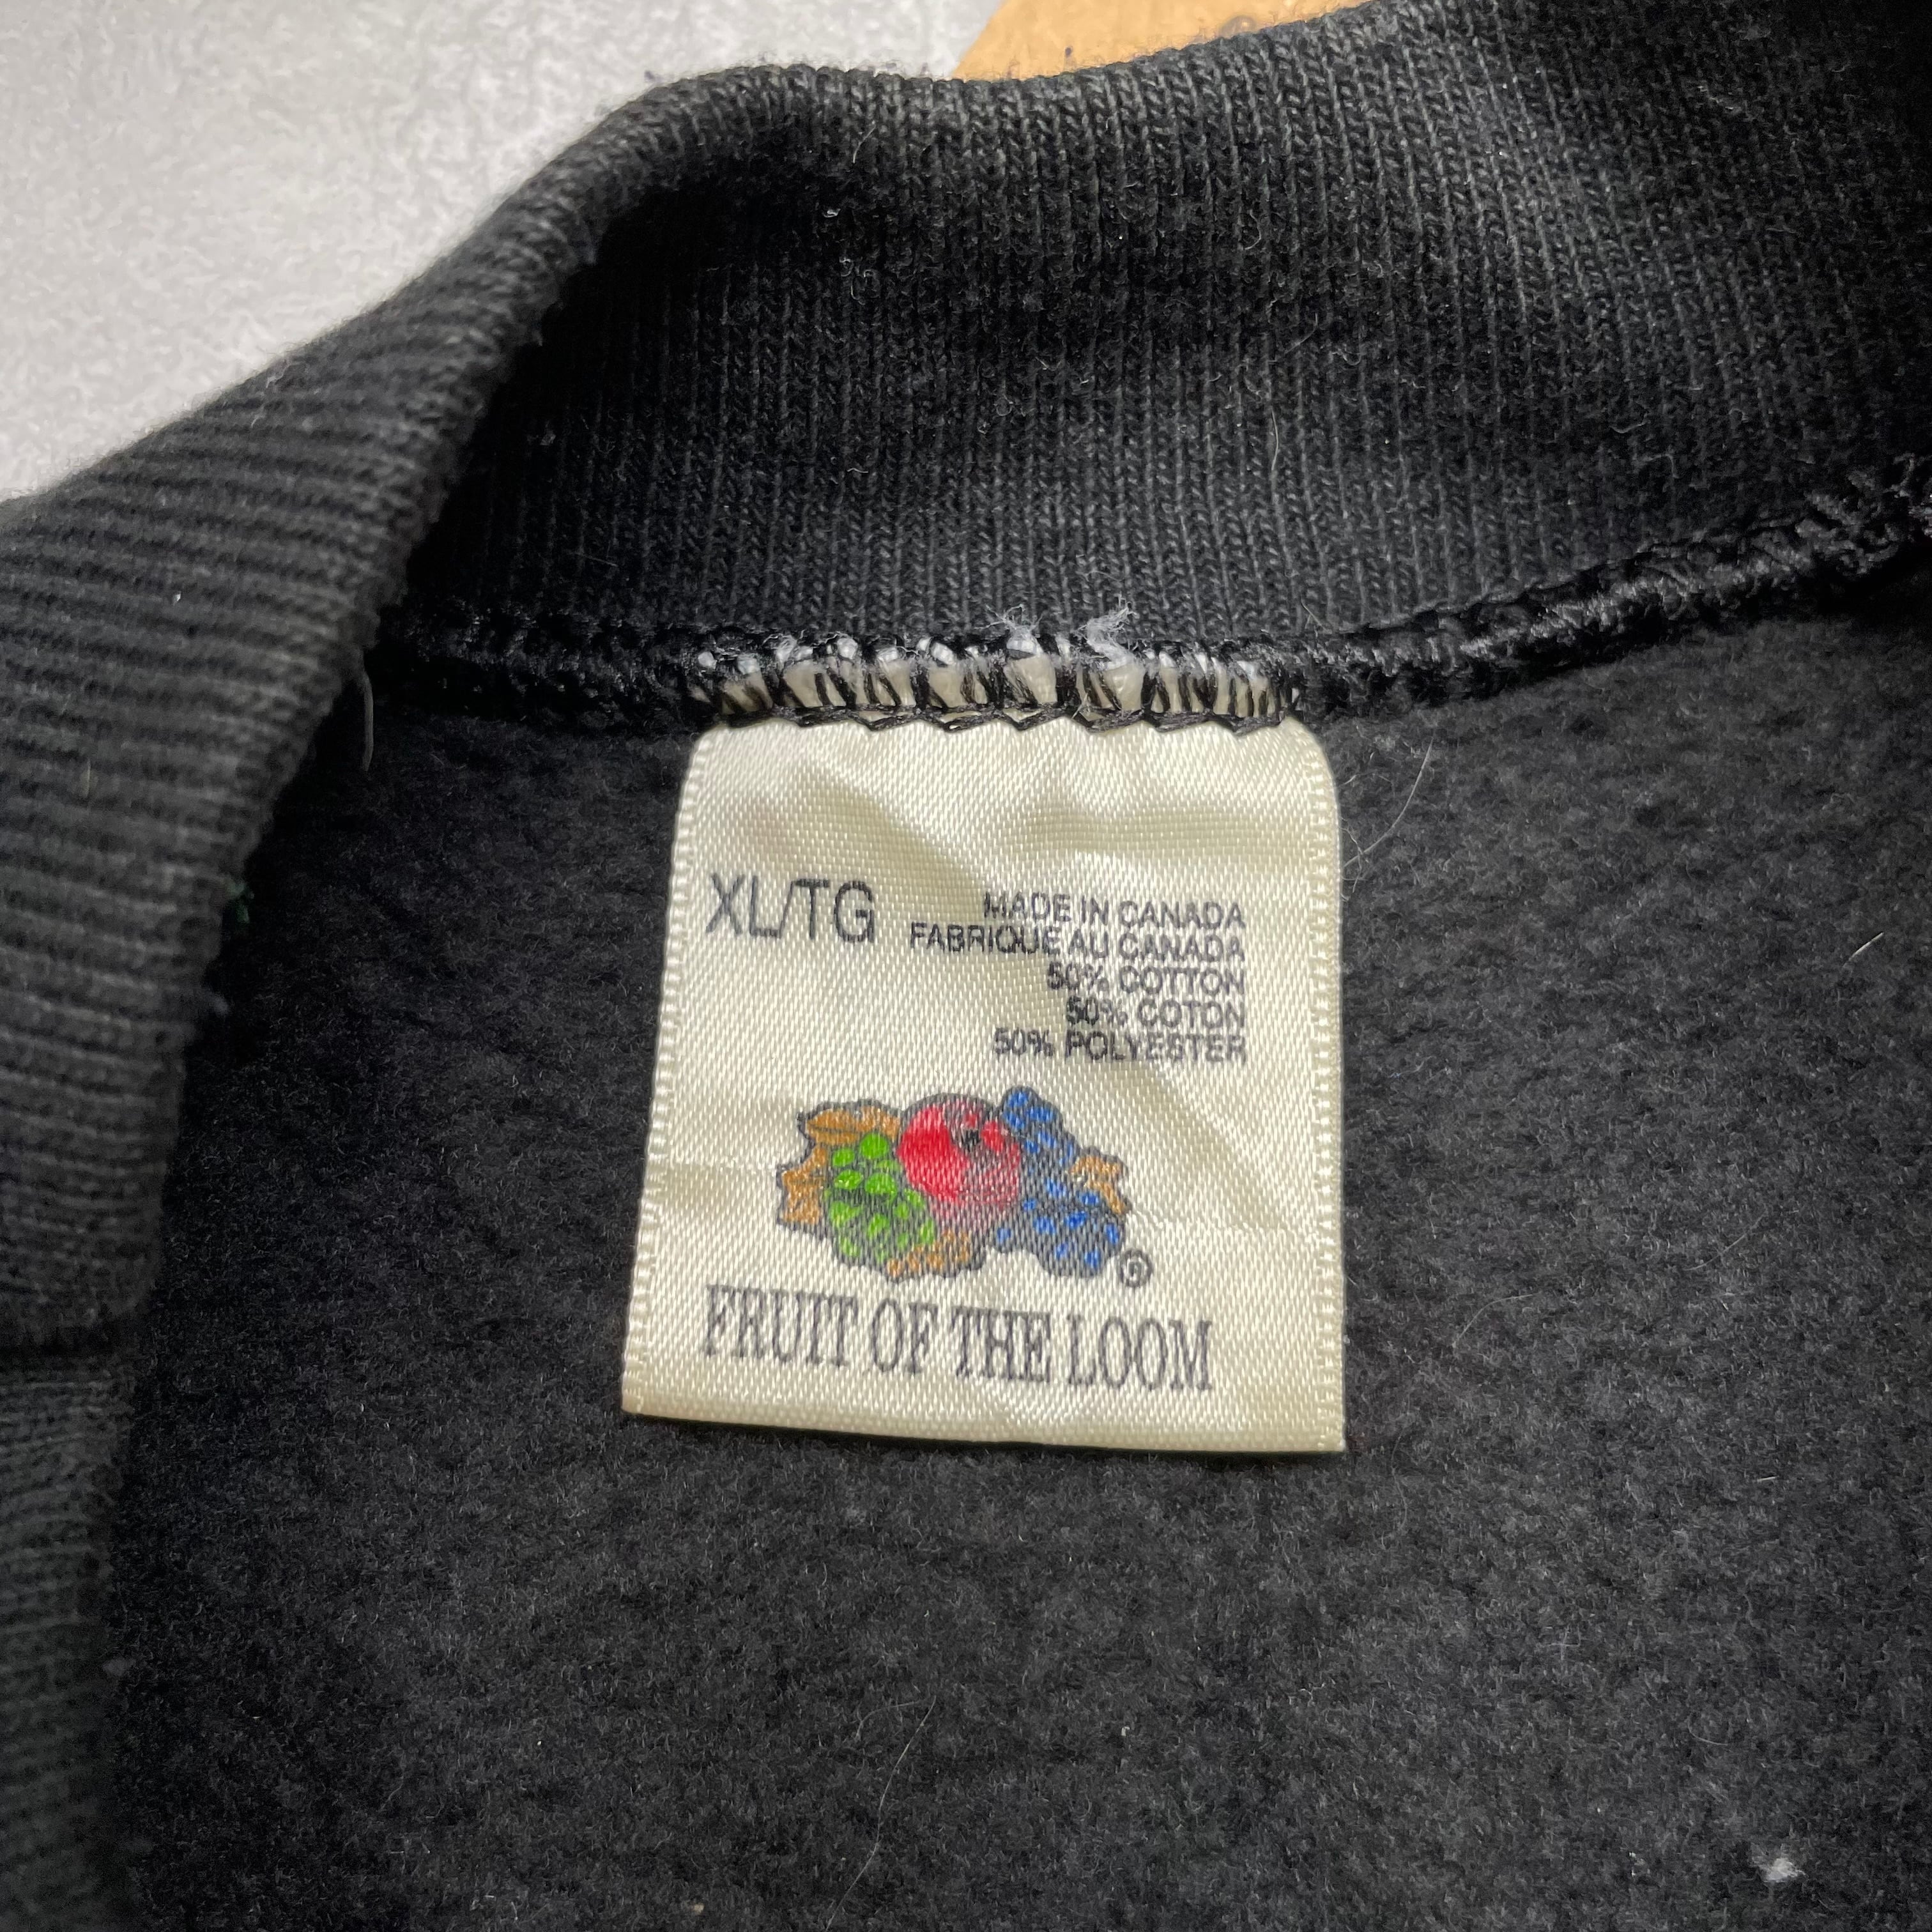 XL/TG
MADE IN CANADA
FABRIQUE AU CANADA
50% COTTON
50% COTON
50% POLYESTER
®
FRUIT OF THE LOOM